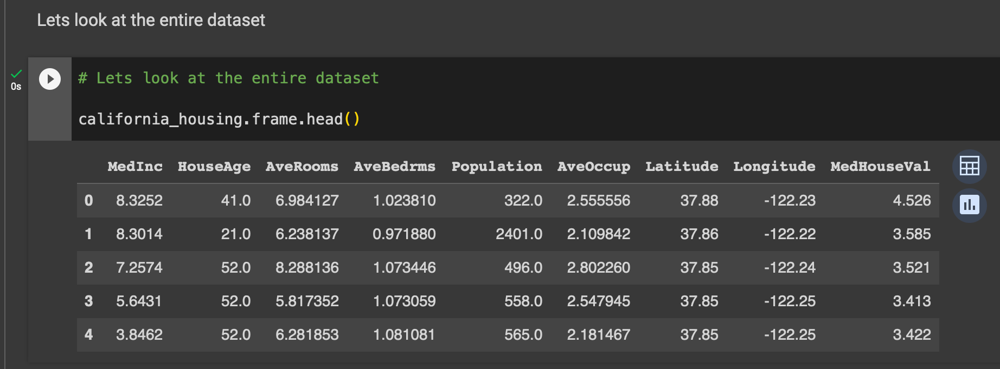 Lets look at the entire dataset
0s
# Lets look at the entire dataset
california_housing.frame.head()
MedInc HouseAge AveRooms AveBedrms Population AveOccup Latitude Longitude MedHouseVal
0 8.3252 41.0 6.984127 1.023810 322.0 2.555556 37.88 -122.23 4.526
1 8.3014 21.0 6.238137 0.971880 2401.0 2.109842 37.86 -122.22 3.585
2 7.2574 52.0 8.288136 1.073446 496.0 2.802260 37.85 -122.24 3.521
3 5.6431 52.0 5.817352 1.073059 558.0 2.547945 37.85 -122.25 3.413
4 3.8462 52.0 6.281853 1.081081 565.0 2.181467 37.85 -122.25 3.422